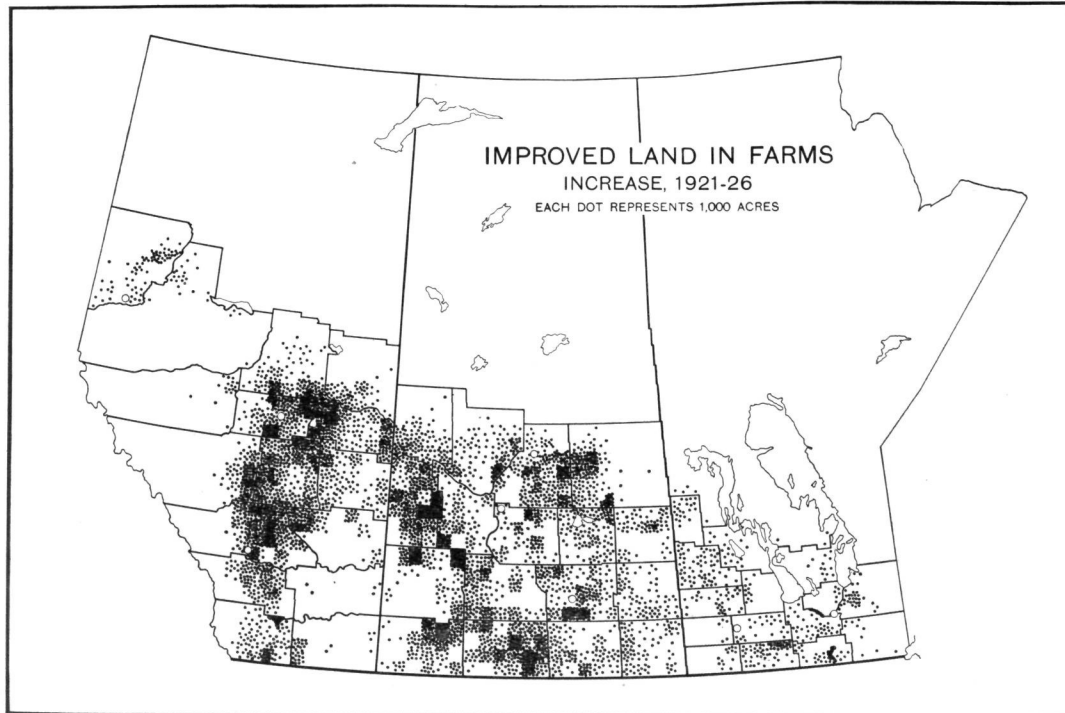 IMPROVED LAND IN FARMS
INCREASE, 1921-26
EACH DOT REPRESENTS 1,000 ACRES